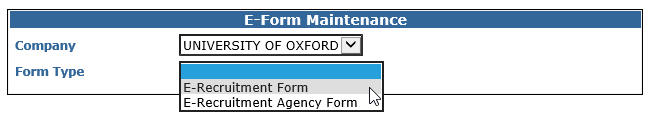 E-Form Maintenance
Company UNIVERSITY OF OXFORD
Form Type
E-Recruitment Form
E-Recruitment Agency Form